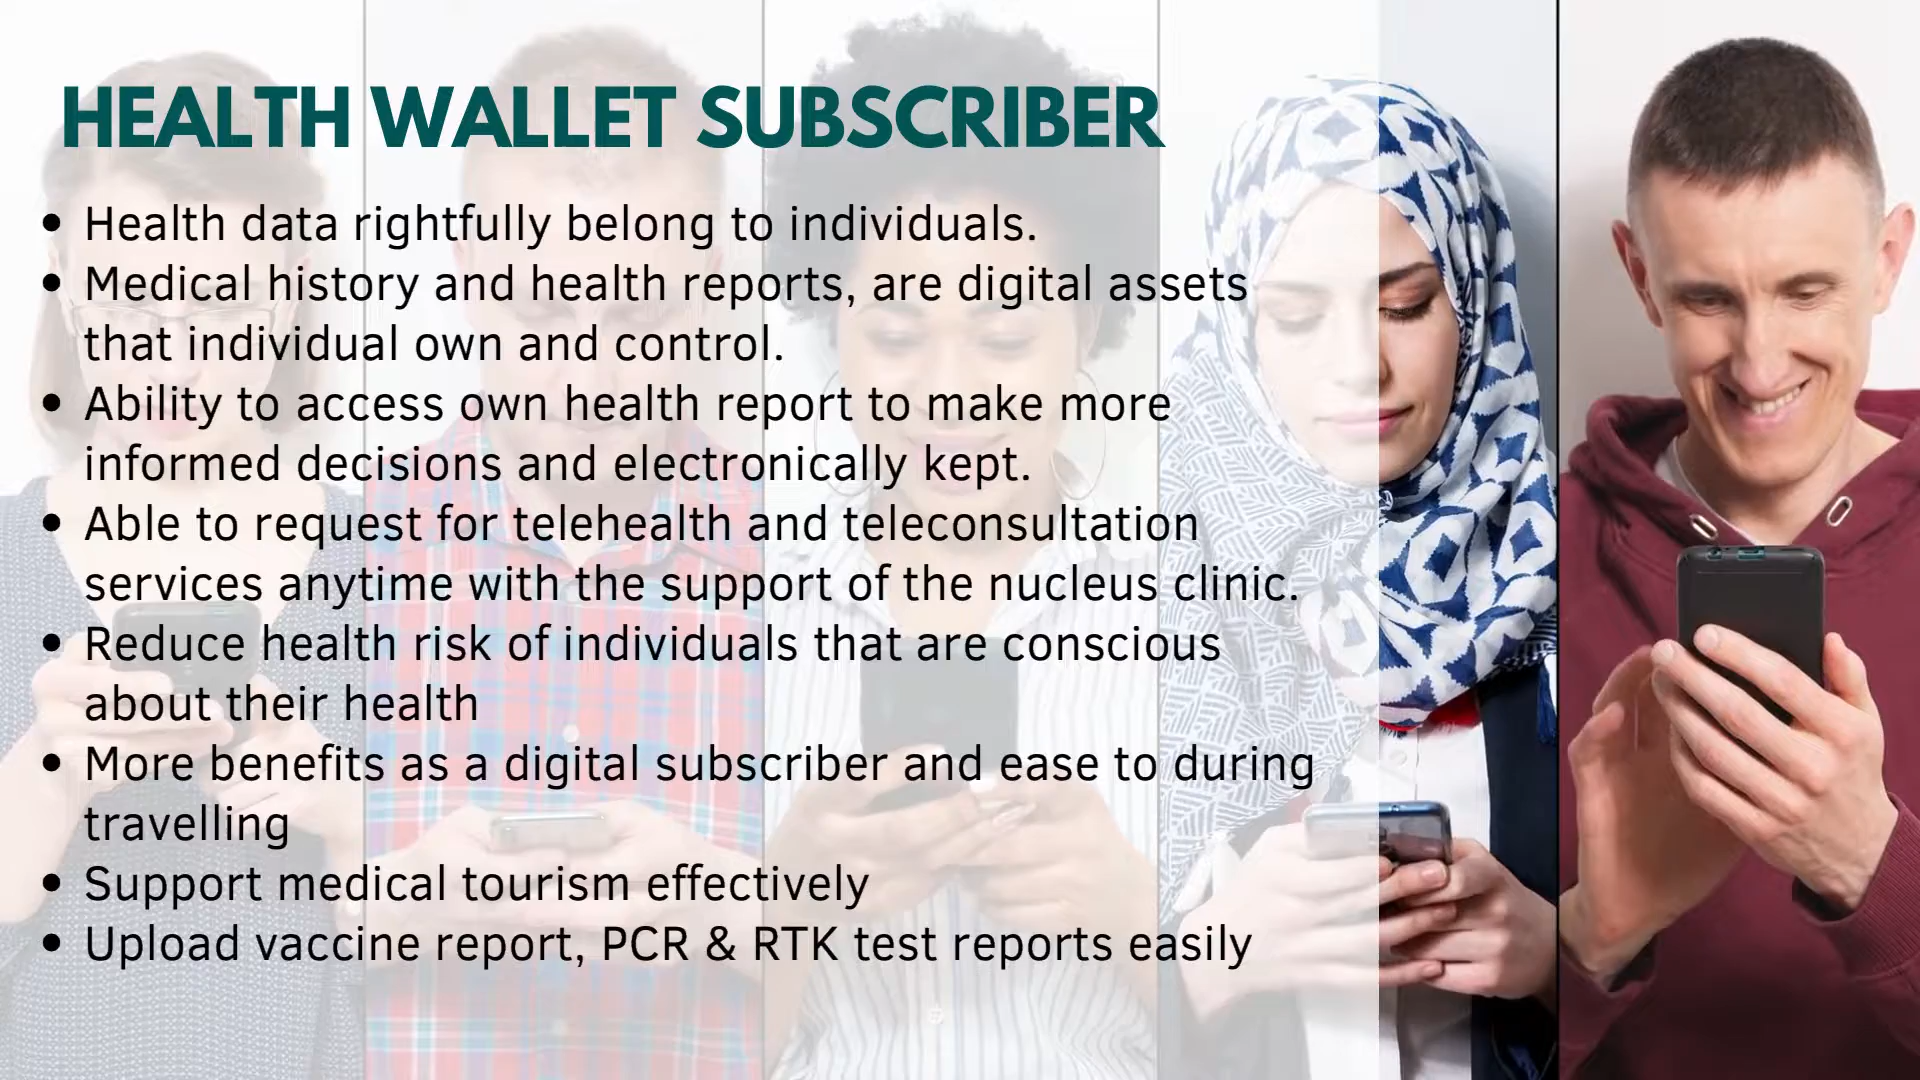 HEALTH WALLET SUBSCRIBER
• Health data rightfully belong to individuals.
• Medical history and health reports, are digital assets
that individual own and control.
• Ability to access own health report to make more
informed decisions and electronically kept.
• Able to request for telehealth and teleconsultation
services anytime with the support of the nucleus clinic.
• Reduce health risk of individuals that are conscious
about their health
• More benefits as a digital subscriber and ease to during
travelling
• Support medical tourism effectively
• Upload vaccine report, PCR & RTK test reports easily